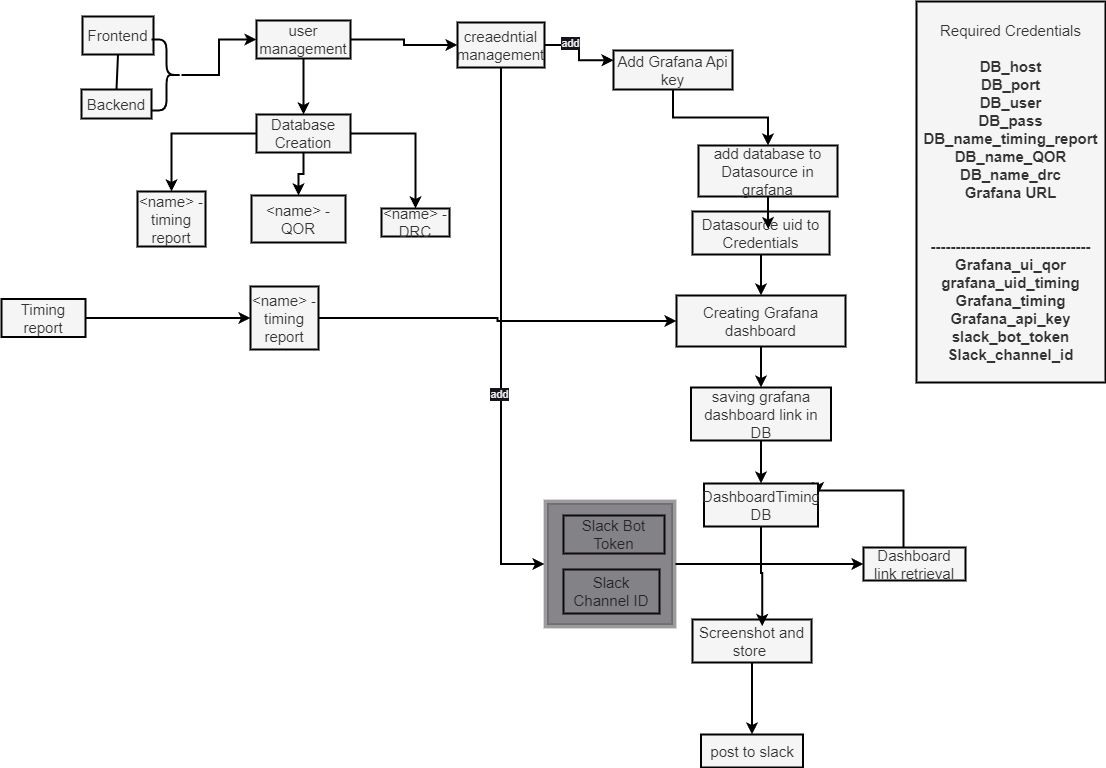 Frontend
Backend
user
management
creaedntial
management
add
Add Grafana Api
key
Database
Creation
<name> -
timing
report
<name> -
QOR
<name> -
DRC
add database to
Datasource in
grafana
Datasource uid to
Credentials
Timing
report
<name> -
timing
report
Creating Grafana
dashboard
add
saving grafana
dashboard link in
DB
DashboardTiming
DB
Slack Bot
Token
Slack
Channel ID
Dashboard
link retrieval
Screenshot and
store
post to slack
Required Credentials
DB_host
DB_port
DB_user
DB_pass
DB_name_timing_report
DB_name_QOR
DB_name_drc
Grafana URL
--------------------------------
Grafana_ui_qor
grafana_uid_timing
Grafana_timing
Grafana_api_key
slack_bot_token
Slack_channel_id